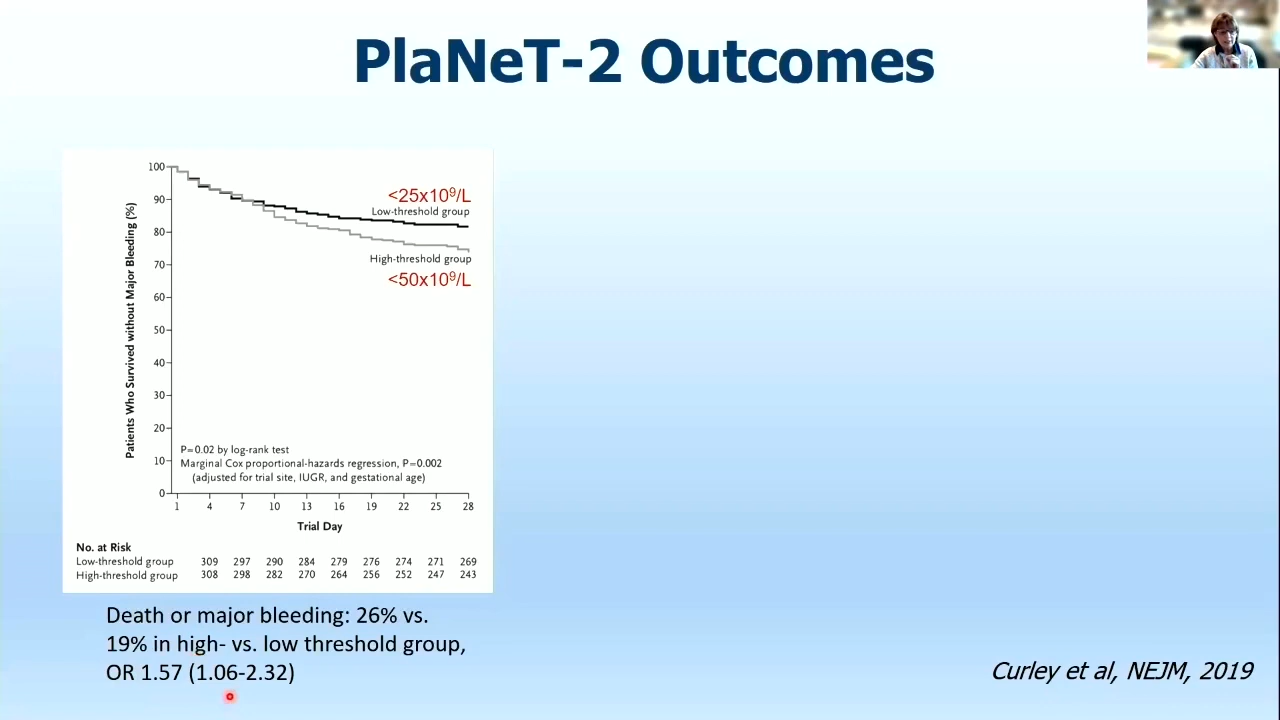 PlaNeT-2 Outcomes
Patients Who Survived without Major Bleeding (%)
100
90
80
70
60
50
40
30
20
10
0
<25x10⁹/L
Low-threshold group
High-threshold group
<50x10⁹/L
P=0.02 by log-rank test
Marginal Cox proportional-hazards regression, P=0.002
(adjusted for trial site, IUGR, and gestational age)
1 4 7 10 13 16 19 22 25 28
Trial Day
No. at Risk
Low-threshold group 309 297 290 284 279 276 274 271 269
High-threshold group 308 298 282 270 264 256 252 247 243
Death or major bleeding: 26% vs.
19% in high- vs. low threshold group,
OR 1.57 (1.06-2.32)
Curley et al, NEJM, 2019